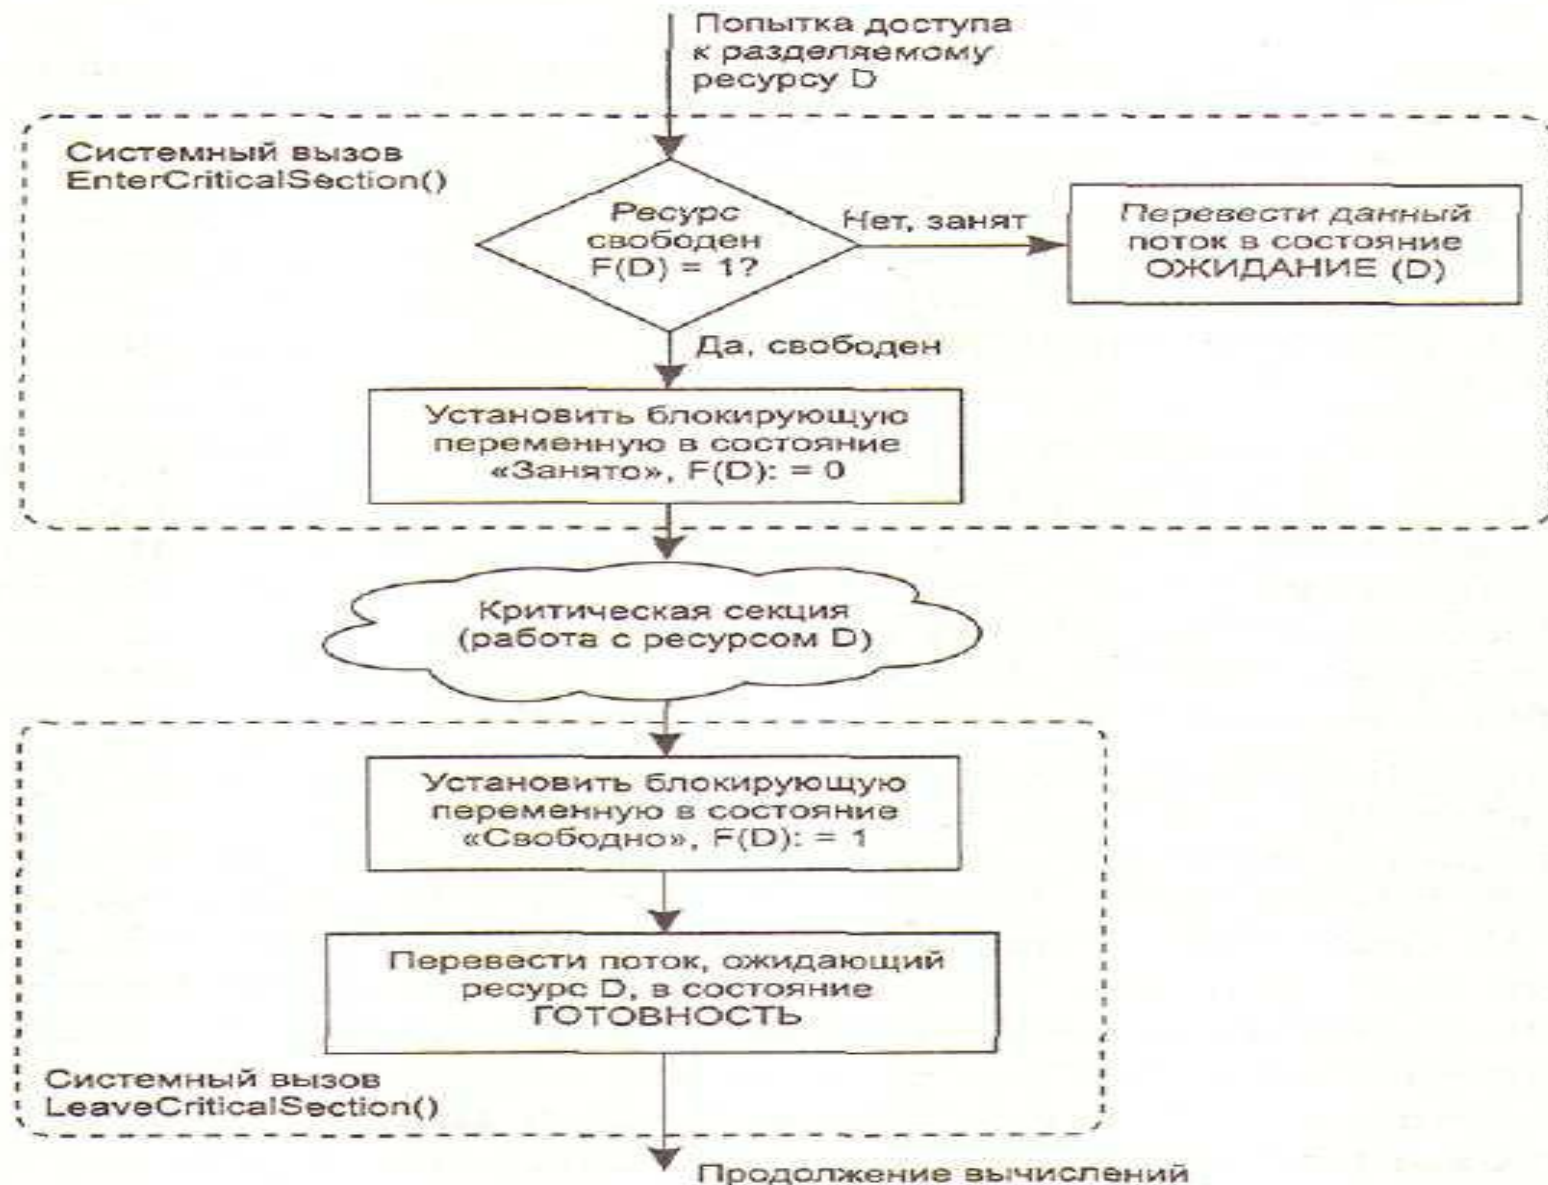 Попытка доступа
к разделяемому
ресурсу D
Системный вызов
EnterCriticalSection()
Ресурс
свободен
F(D) = 1?
Нет, занят
Перевести данный
поток в состояние
ОЖИДАНИЕ (D)
Да, свободен
Установить блокирующую
переменную в состояние
«Занято», F(D): = 0
Критическая секция
(работа с ресурсом D)
Установить блокирующую
переменную в состояние
«Свободно», F(D): = 1
Перевести поток, ожидающий
ресурс D, в состояние
ГОТОВНОСТЬ
Системный вызов
LeaveCriticalSection()
Продолжение вычислений